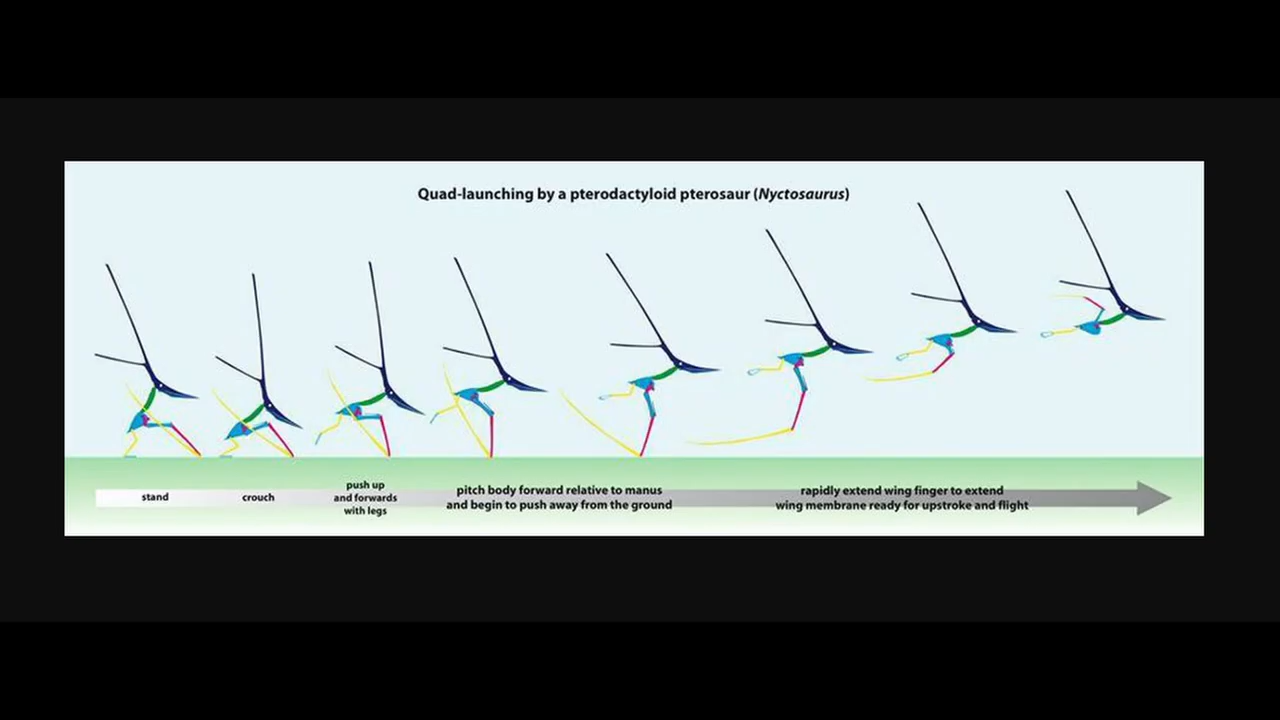 Quad-launching by a pterodactyloid pterosaur (Nyctosaurus)
stand
crouch
push up
and forwards
with legs
pitch body forward relative to manus
and begin to push away from the ground
rapidly extend wing finger to extend
wing membrane ready for upstroke and flight